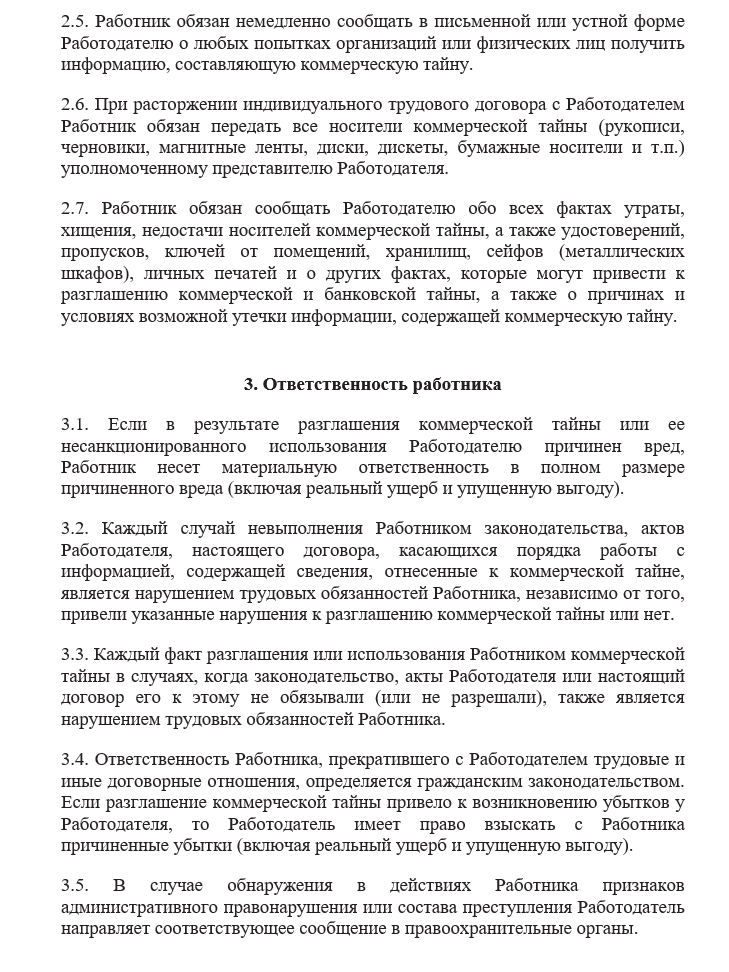 2.5. Работник обязан немедленно сообщать в письменной или устной форме
Работодателю о любых попытках организаций или физических лиц получить
информацию, составляющую коммерческую тайну.
2.6. При расторжении индивидуального трудового договора с Работодателем
Работник обязан передать все носители коммерческой тайны (рукописи,
черновики, магнитные ленты, диски, дискеты, бумажные носители и т.п.)
уполномоченному представителю Работодателя.
2.7. Работник обязан сообщать Работодателю обо всех фактах утраты,
хищения, недостачи носителей коммерческой тайны, а также удостоверений,
пропусков, ключей от помещений, хранилищ, сейфов (металлических
шкафов), личных печатей и о других фактах, которые могут привести к
разглашению коммерческой и банковской тайны, а также о причинах и
условиях возможной утечки информации, содержащей коммерческую тайну.
3. Ответственность работника
3.1. Если в результате разглашения коммерческой тайны или ее
несанкционированного использования Работодателю причинен вред,
Работник несет материальную ответственность в полном размере
причиненного вреда (включая реальный ущерб и упущенную выгоду).
3.2. Каждый случай невыполнения Работником законодательства, актов
Работодателя, настоящего договора, касающихся порядка работы с
информацией, содержащей сведения, отнесенные к коммерческой тайне,
является нарушением трудовых обязанностей Работника, независимо от того,
привели указанные нарушения к разглашению коммерческой тайны или нет.
3.3. Каждый факт разглашения или использования Работником коммерческой
тайны в случаях, когда законодательство, акты Работодателя или настоящий
договор его к этому не обязывали (или не разрешали), также является
нарушением трудовых обязанностей Работника.
3.4. Ответственность Работника, прекратившего с Работодателем трудовые и
иные договорные отношения, определяется гражданским законодательством.
Если разглашение коммерческой тайны привело к возникновению убытков у
Работодателя, то Работодатель имеет право взыскать с Работника
причиненные убытки (включая реальный ущерб и упущенную выгоду).
3.5. В случае обнаружения в действиях Работника признаков
административного правонарушения или состава преступления Работодатель
направляет соответствующее сообщение в правоохранительные органы.